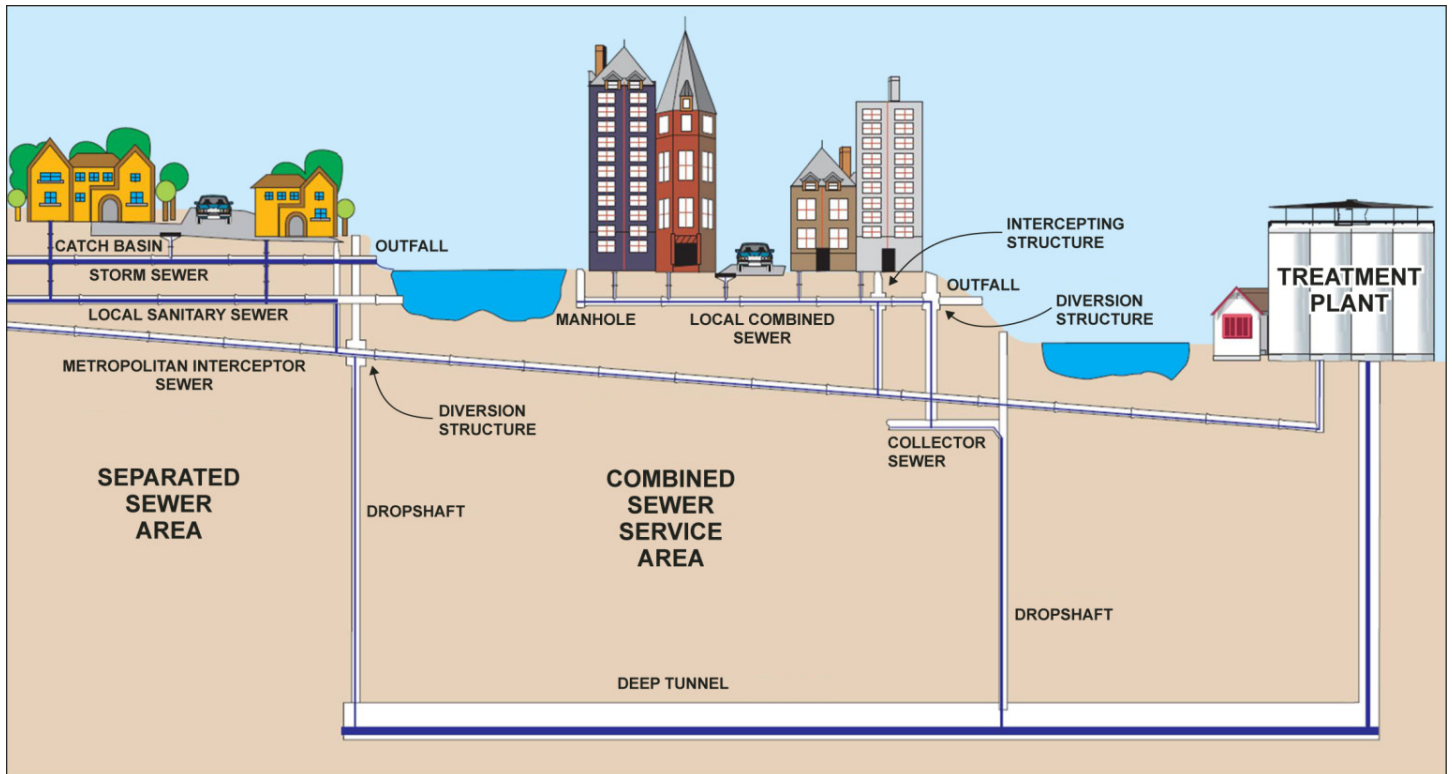 CATCH BASIN
OUTFALL
STORM SEWER
LOCAL SANITARY SEWER
METROPOLITAN INTERCEPTOR
SEWER
DIVERSION
STRUCTURE
SEPARATED
SEWER
AREA
DROPSHAFT
MANHOLE
LOCAL COMBINED
SEWER
INTERCEPTING
STRUCTURE
OUTFALL
DIVERSION
STRUCTURE
TREATMENT
PLANT
COLLECTOR
SEWER
COMBINED
SEWER
SERVICE
AREA
DROPSHAFT
DEEP TUNNEL